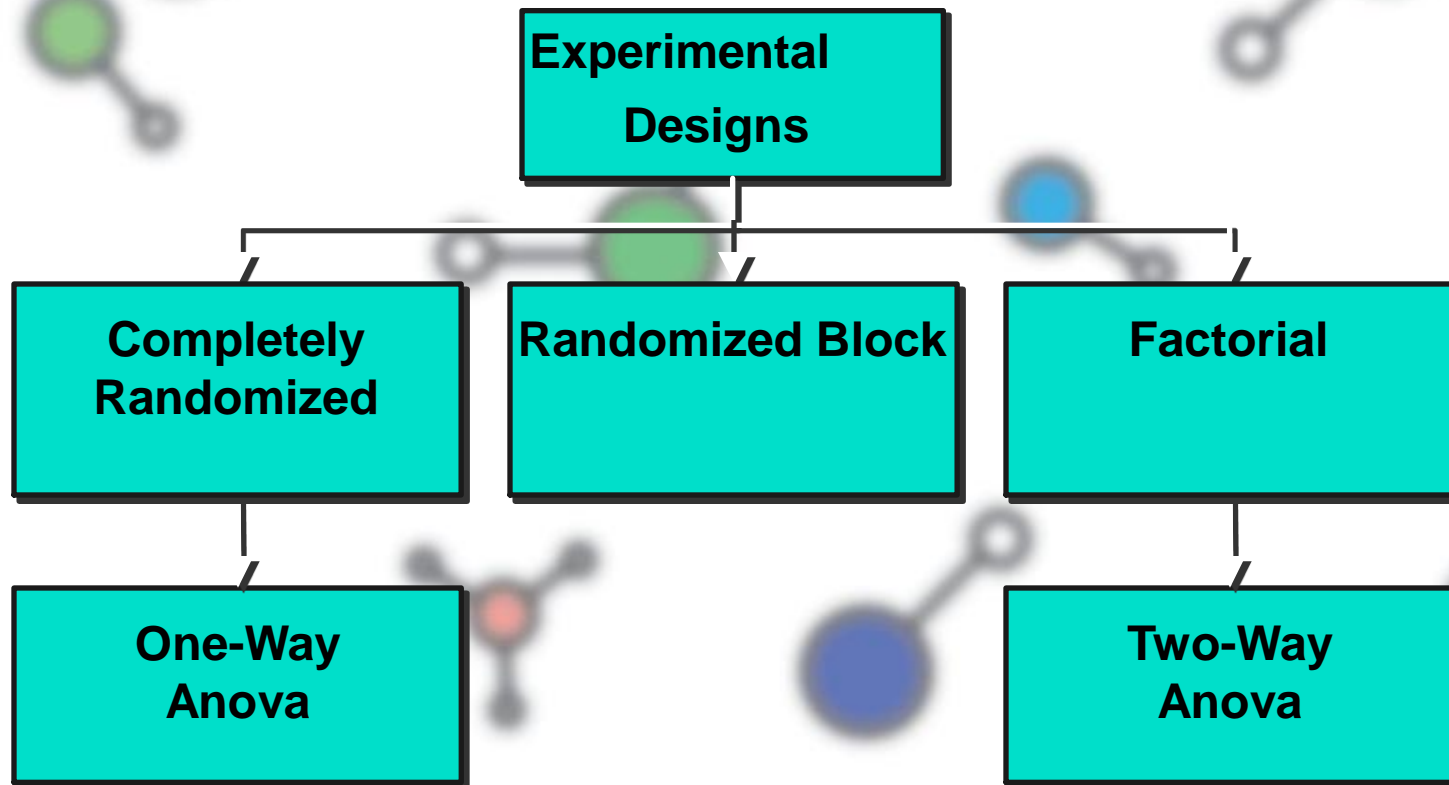 Experimental
Designs
Completely
Randomized
Randomized Block
Factorial
One-Way
Anova
Two-Way
Anova